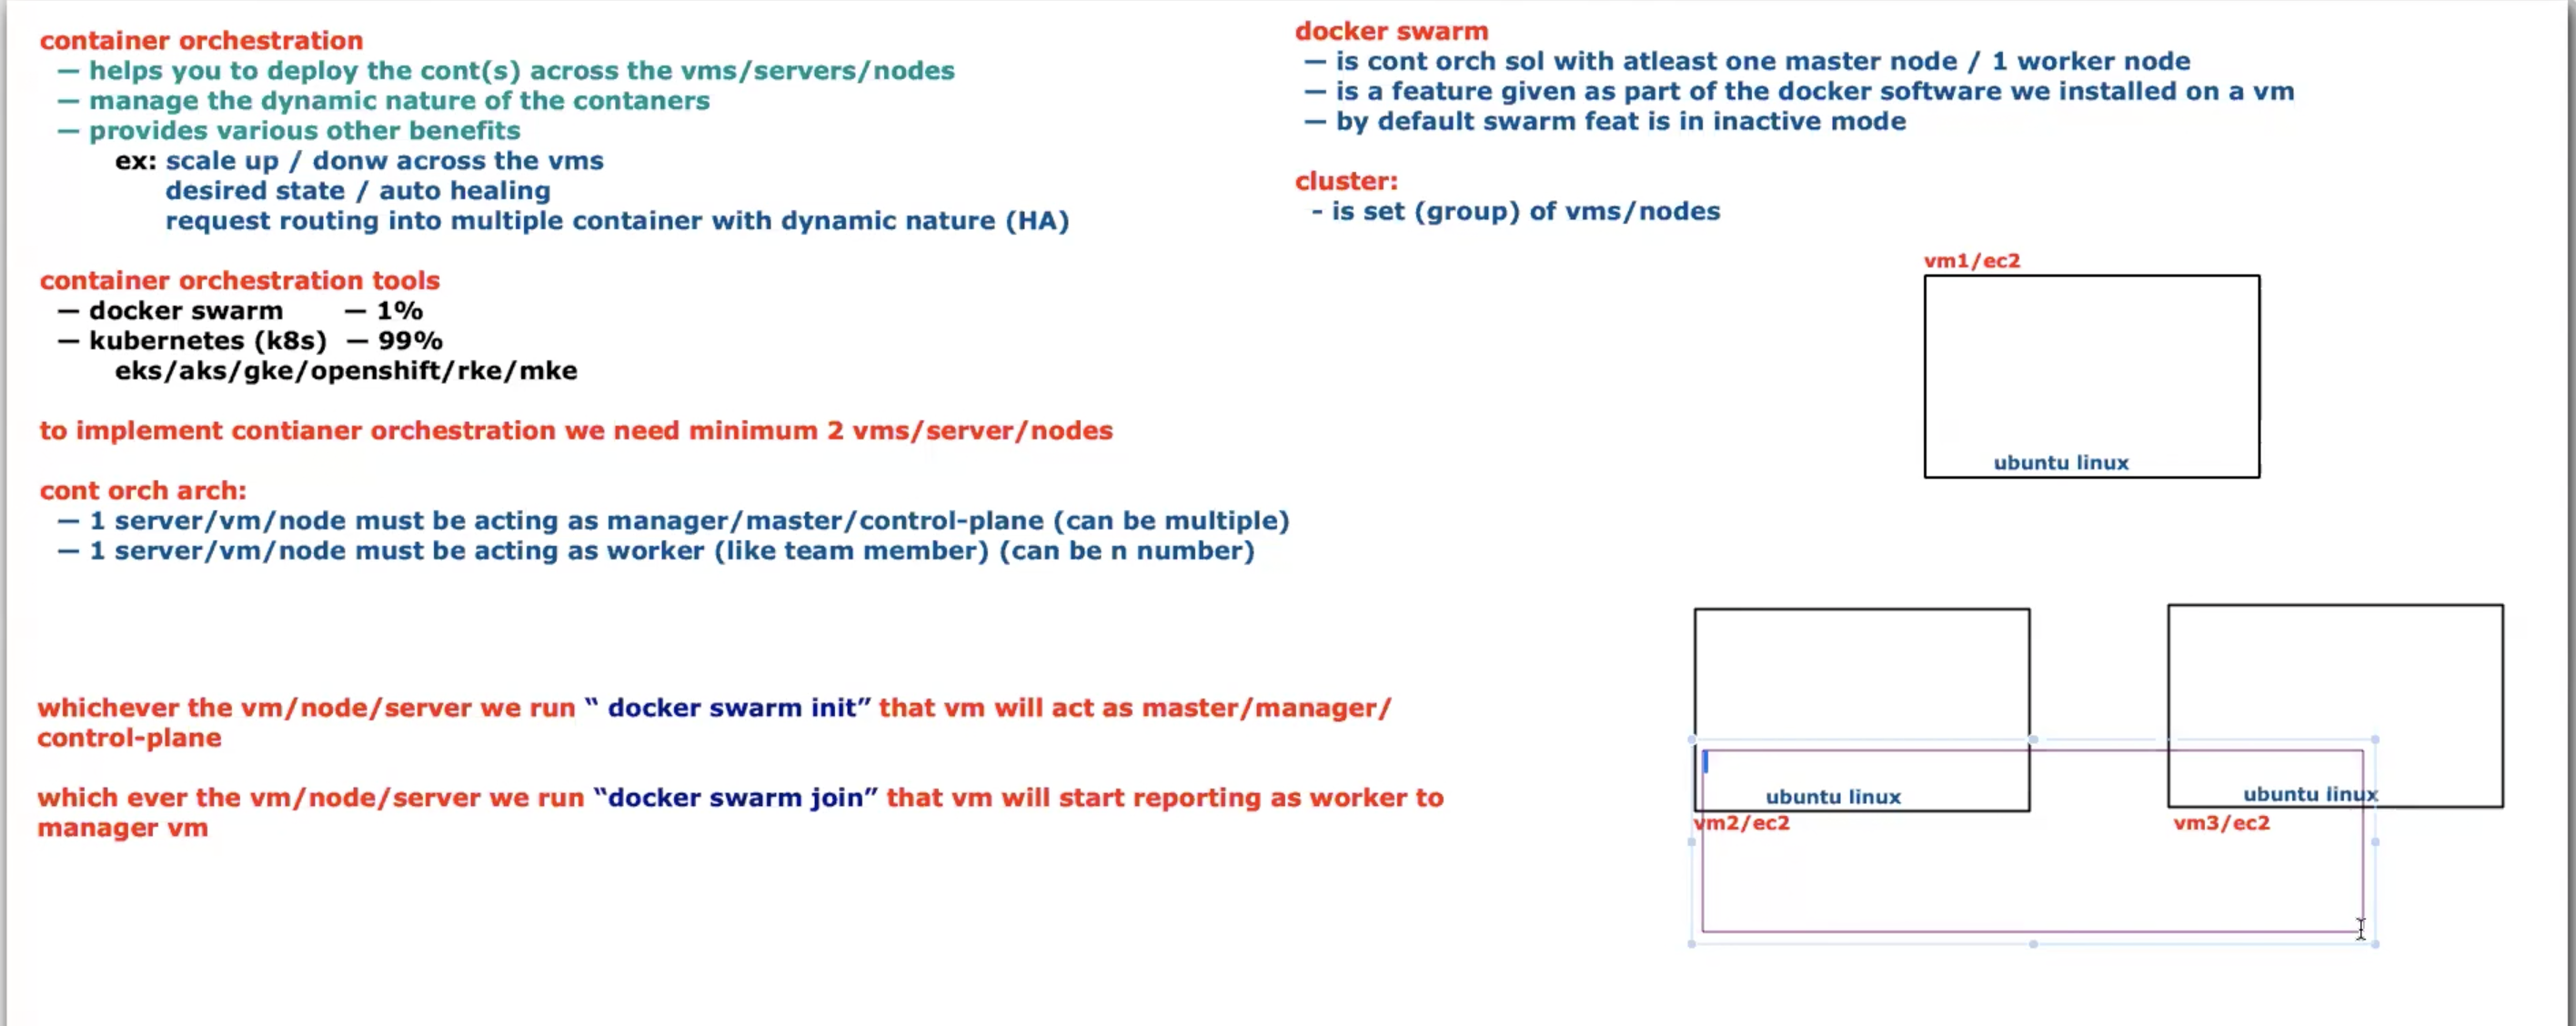 container orchestration
— helps you to deploy the cont(s) across the vms/servers/nodes
— manage the dynamic nature of the contaners
— provides various other benefits
ex: scale up / donw across the vms
desired state / auto healing
request routing into multiple container with dynamic nature (HA)
container orchestration tools
— docker swarm — 1%
— kubernetes (k8s) — 99%
eks/aks/gke/openshift/rke/mke
to implement contianer orchestration we need minimum 2 vms/server/nodes
cont orch arch:
— 1 server/vm/node must be acting as manager/master/control-plane (can be multiple)
— 1 server/vm/node must be acting as worker (like team member) (can be n number)
whichever the vm/node/server we run “ docker swarm init” that vm will act as master/manager/
control-plane
which ever the vm/node/server we run “docker swarm join” that vm will start reporting as worker to
manager vm
docker swarm
— is cont orch sol with atleast one master node / 1 worker node
— is a feature given as part of the docker software we installed on a vm
— by default swarm feat is in inactive mode
cluster:
- is set (group) of vms/nodes
vm1/ec2
ubuntu linux
ubuntu linux
vm2/ec2
ubuntu linux
vm3/ec2